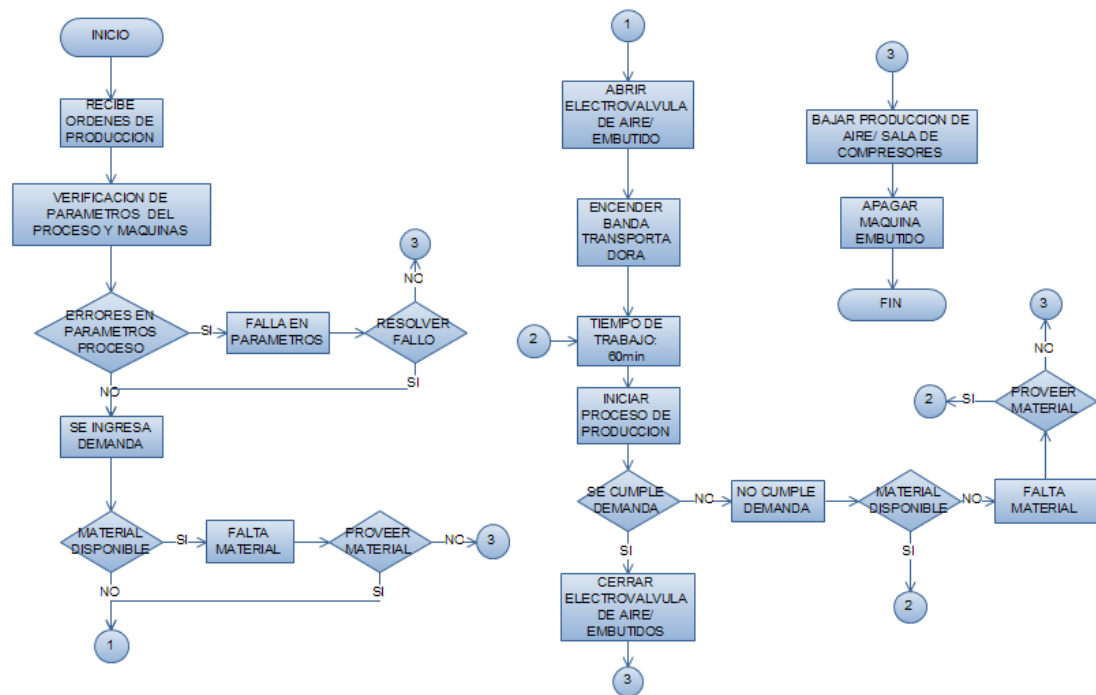 INICIO
RECIBE
ORDENES DE
PRODUCCION
VERIFICACION DE
PARAMETROS DEL
PROCESO Y MAQUINAS
ERRORES EN
PARAMETROS
PROCESO
SI
FALLA EN
PARAMETROS
RESOLVER
FALLO
NO
3
SI
NO
SE INGRESA
DEMANDA
MATERIAL
DISPONIBLE
SI
FALTA
MATERIAL
PROVEER
MATERIAL
NO
3
NO
SI
1
1
ABRIR
ELECTROVALVULA
DE AIRE/
EMBUTIDO
ENCENDER
BANDA
TRANSPORTA
DORA
2
TIEMPO DE
TRABAJO:
60min
INICIAR
PROCESO DE
PRODUCCION
SE CUMPLE
DEMANDA
NO
NO CUMPLE
DEMANDA
MATERIAL
DISPONIBLE
NO
FALTA
MATERIAL
PROVEER
MATERIAL
SI
2
NO
3
SI
2
SI
CERRAR
ELECTROVALVULA
DE AIRE/
EMBUTIDOS
3
3
BAJAR PRODUCCION DE
AIRE/ SALA DE
COMPRESORES
APAGAR
MAQUINA
EMBUTIDO
FIN